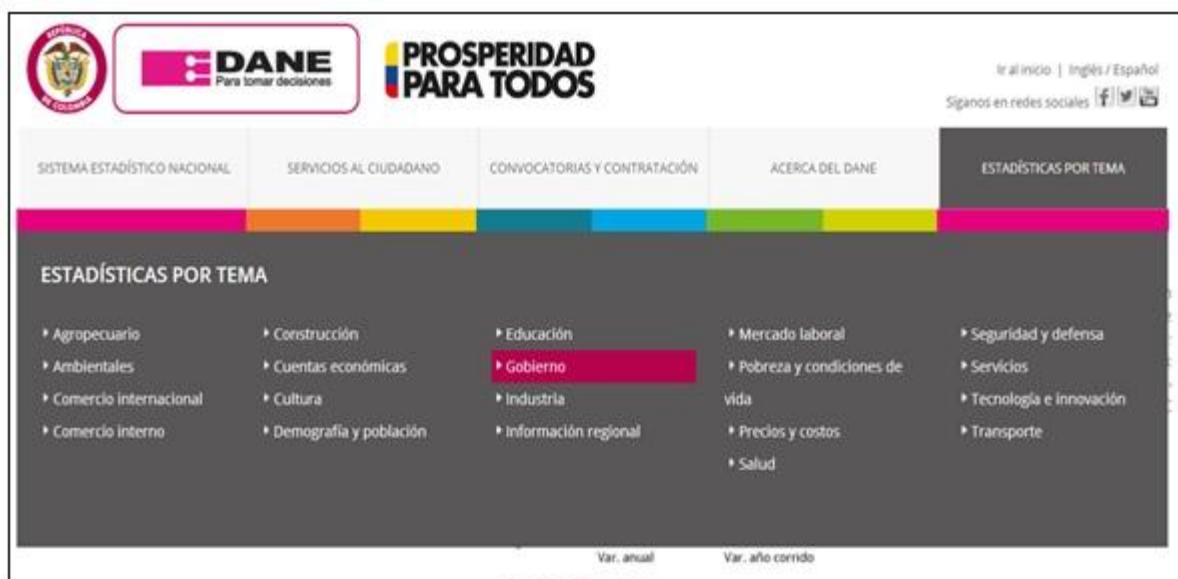 REPÚBLICA
DE COLOMBIA
DANE
Para tomar decisiones
PROSPERIDAD
PARA TODOS
Ir al inicio | Inglés / Español
Síganos en redes sociales
SISTEMA ESTADÍSTICO NACIONAL
SERVICIOS AL CIUDADANO
CONVOCATORIAS Y CONTRATACIÓN
ACERCA DEL DANE
ESTADÍSTICAS POR TEMA
ESTADÍSTICAS POR TEMA
Agropecuario
Ambientales
Comercio internacional
Comercio interno
Construcción
Cuentas económicas
Cultura
Demografía y población
Educación
Gobierno
Industria
Información regional
Mercado laboral
Pobreza y condiciones de
vida
Precios y costos
Salud
Seguridad y defensa
Servicios
Tecnología e innovación
Transporte
Var. anual
Var. año corrido